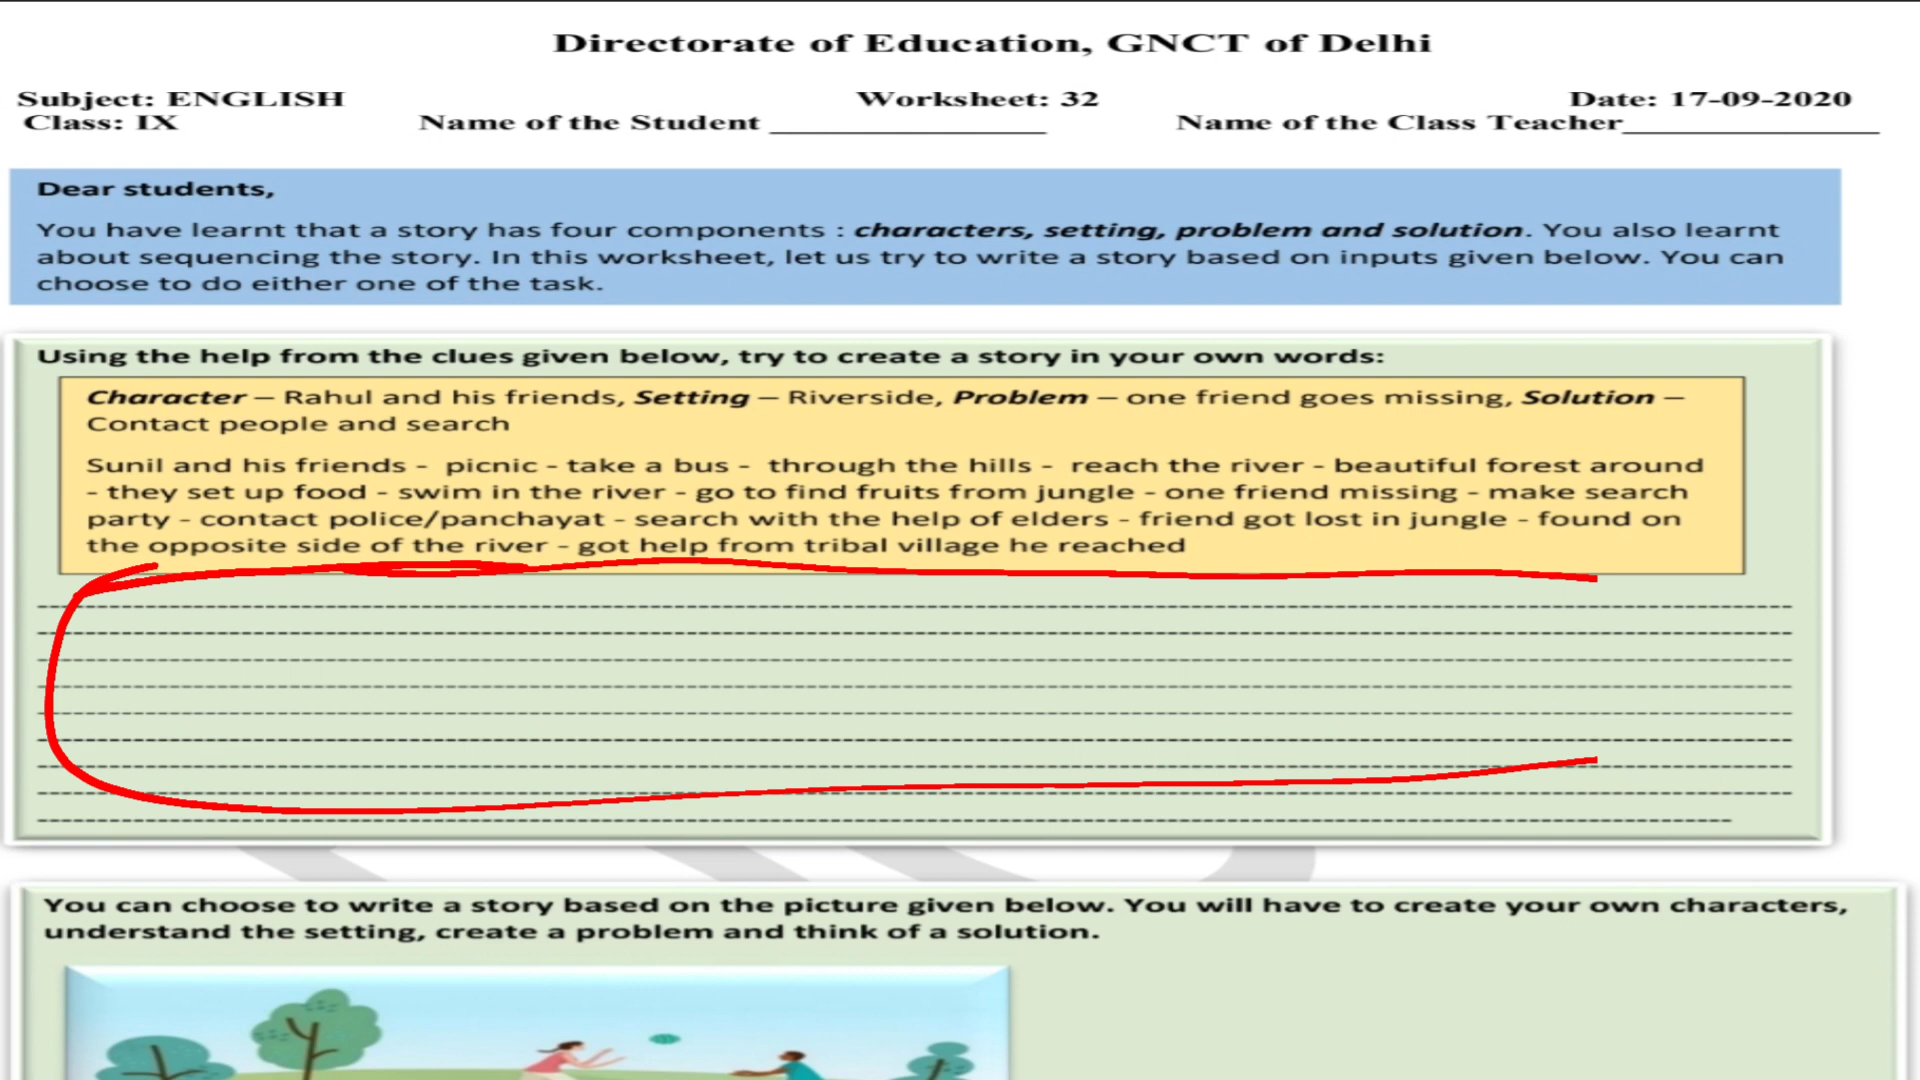 Directorate of Education, GNCT of Delhi
Subject: ENGLISH Worksheet: 32 Date: 17-09-2020
Class: IX Name of the Student _______________ Name of the Class Teacher______________
Dear students,
You have learnt that a story has four components : characters, setting, problem and solution. You also learnt
about sequencing the story. In this worksheet, let us try to write a story based on inputs given below. You can
choose to do either one of the task.
Using the help from the clues given below, try to create a story in your own words:
Character – Rahul and his friends, Setting – Riverside, Problem – one friend goes missing, Solution –
Contact people and search
Sunil and his friends - picnic - take a bus - through the hills - reach the river - beautiful forest around
- they set up food - swim in the river - go to find fruits from jungle - one friend missing - make search
party - contact police/panchayat - search with the help of elders - friend got lost in jungle - found on
the opposite side of the river - got help from tribal village he reached
You can choose to write a story based on the picture given below. You will have to create your own characters,
understand the setting, create a problem and think of a solution.